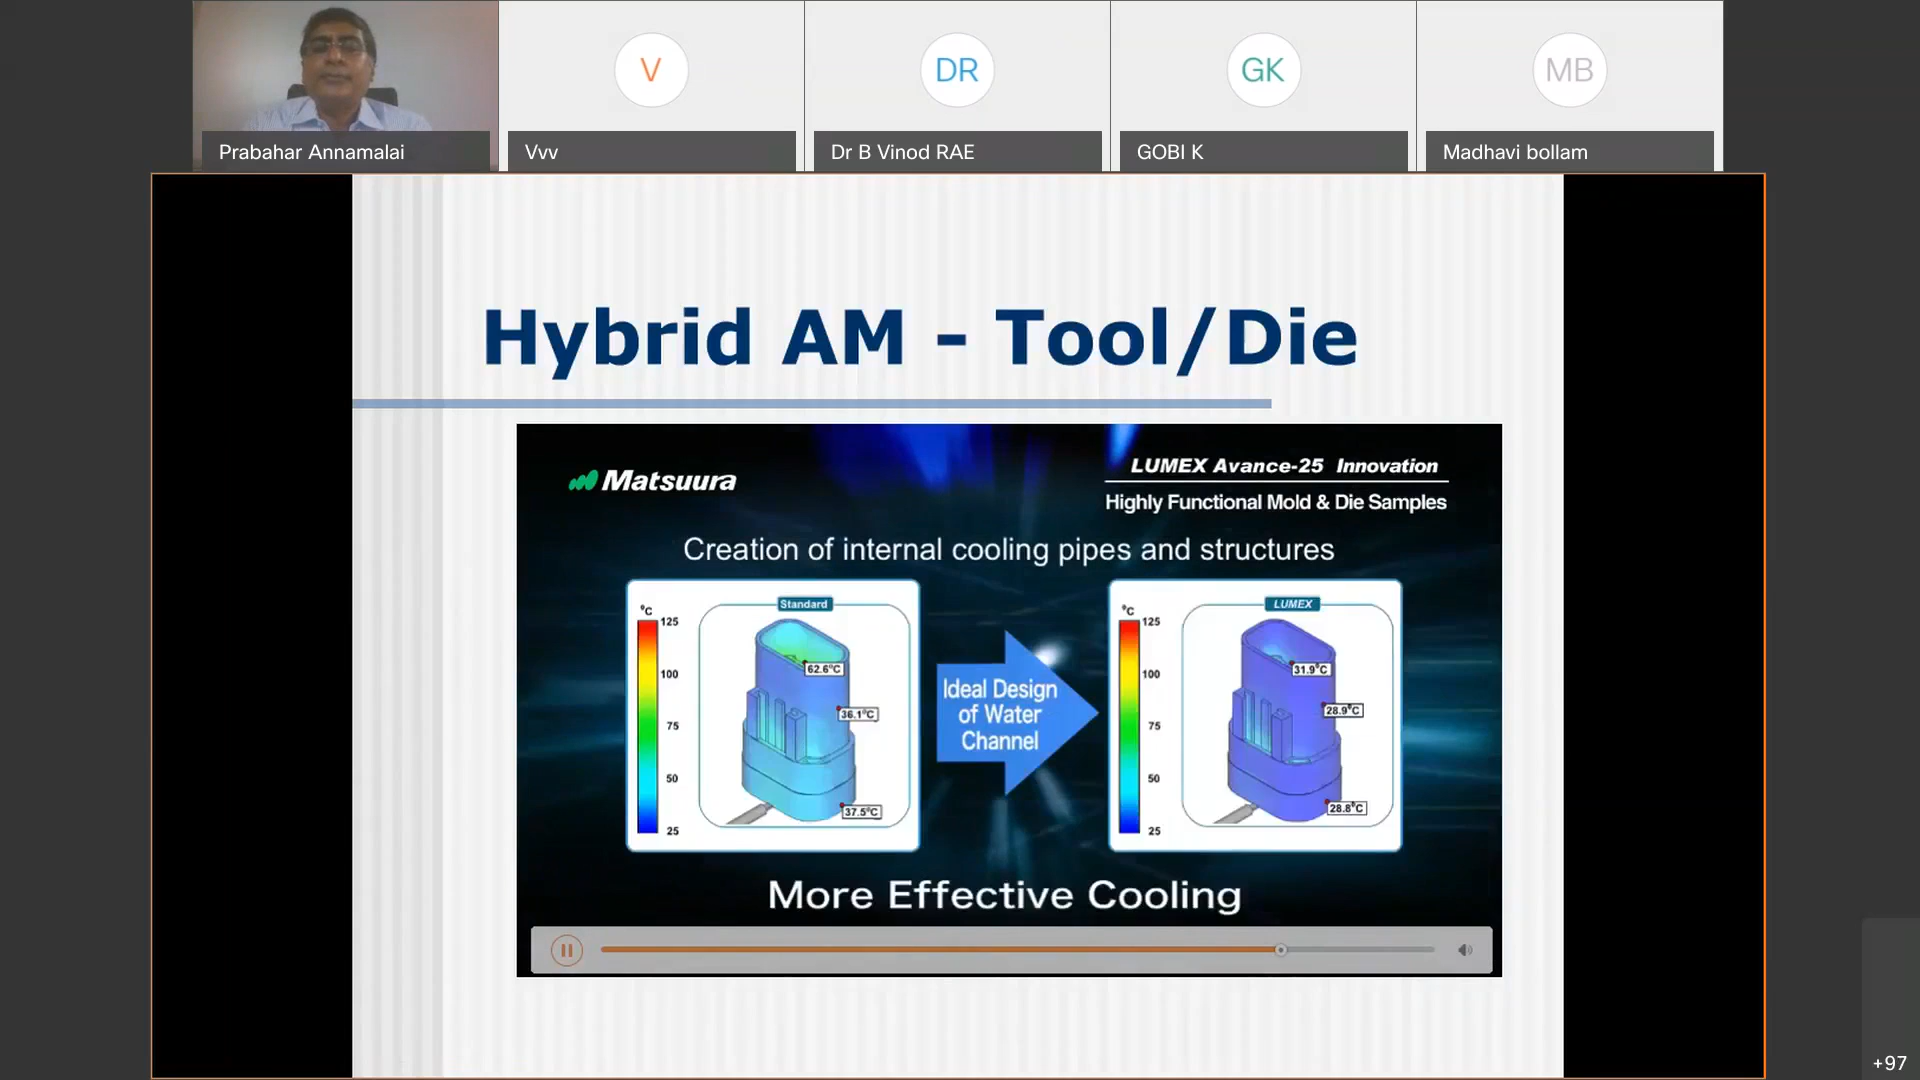 V
DR
GK
MB
Prabahar Annamalai
Vvv
Dr B Vinod RAE
GOBI K
Madhavi bollam
Hybrid AM - Tool/Die
Matsuura
LUMEX Avance-25 Innovation
Highly Functional Mold & Die Samples
Creation of internal cooling pipes and structures
Standard
°C
125
100
75
50
25
62.6°C
36.1°C
37.5°C
Ideal Design
of Water
Channel
LUMEX
°C
125
100
75
50
25
31.9°C
28.9°C
28.8°C
More Effective Cooling
+97